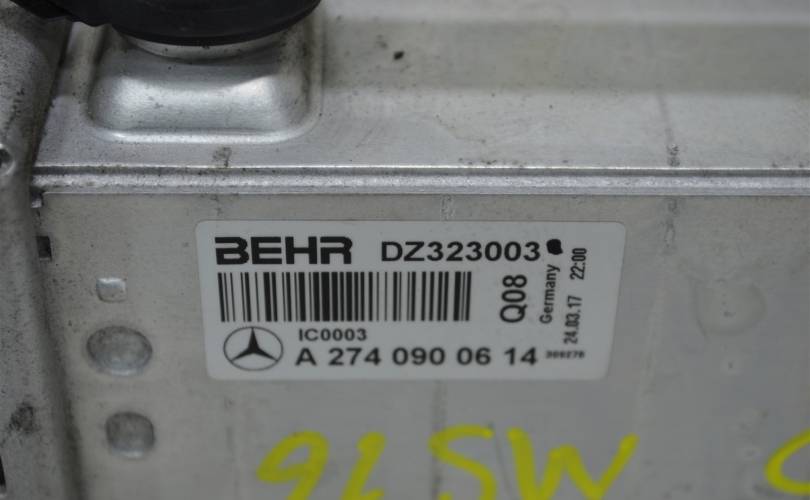 BEHR DZ323003
Q08
Germany
24.03.17 22:00
IC0003
A 274 090 06 14